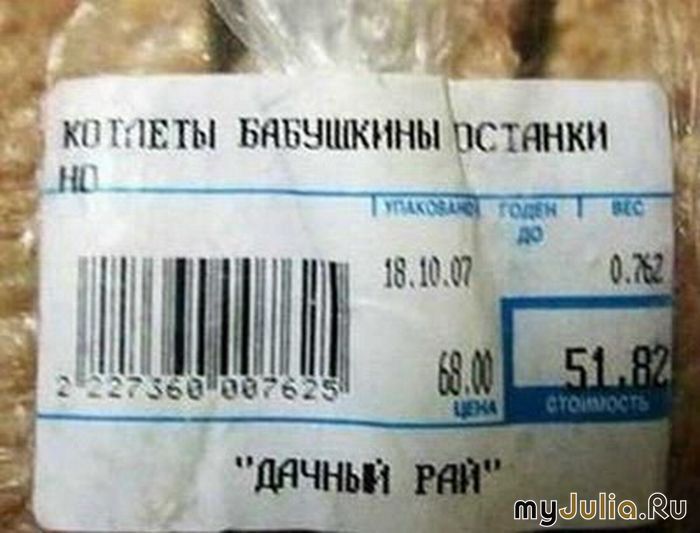 КОТЛЕТЫ БАБУШКИНЫ ОСТАНКИ
НО
УПАКОВАНО ГОДЕН ДО ВЕС
18.10.07 0.762
68.00 51.82
ЦЕНА СТОИМОСТЬ
2 227360 007625
"ДАЧНЫЙ РАЙ"
myJulia.Ru